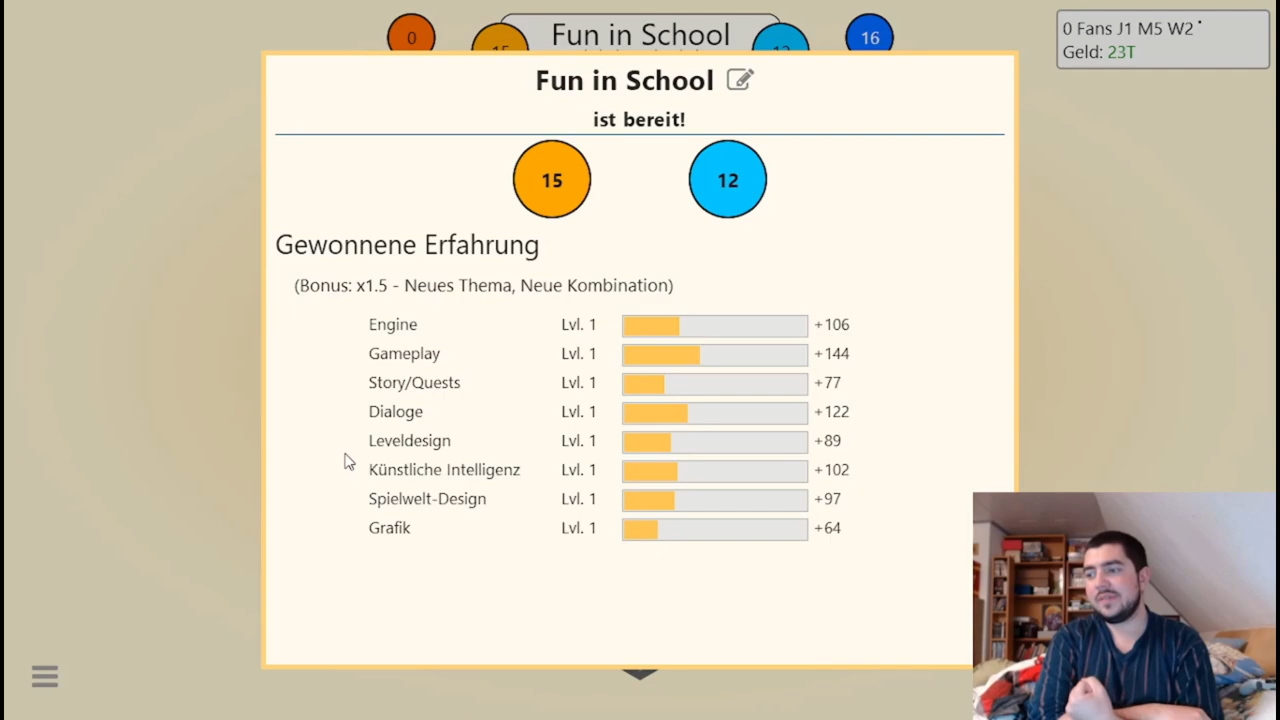 0
Fun in School
16
0 Fans J1 M5 W2
Geld: 23T
Fun in School
ist bereit!
15
12
Gewonnene Erfahrung
(Bonus: x1.5 - Neues Thema, Neue Kombination)
Engine Lvl. 1 +106
Gameplay Lvl. 1 +144
Story/Quests Lvl. 1 +77
Dialoge Lvl. 1 +122
Leveldesign Lvl. 1 +89
Künstliche Intelligenz Lvl. 1 +102
Spielwelt-Design Lvl. 1 +97
Grafik Lvl. 1 +64